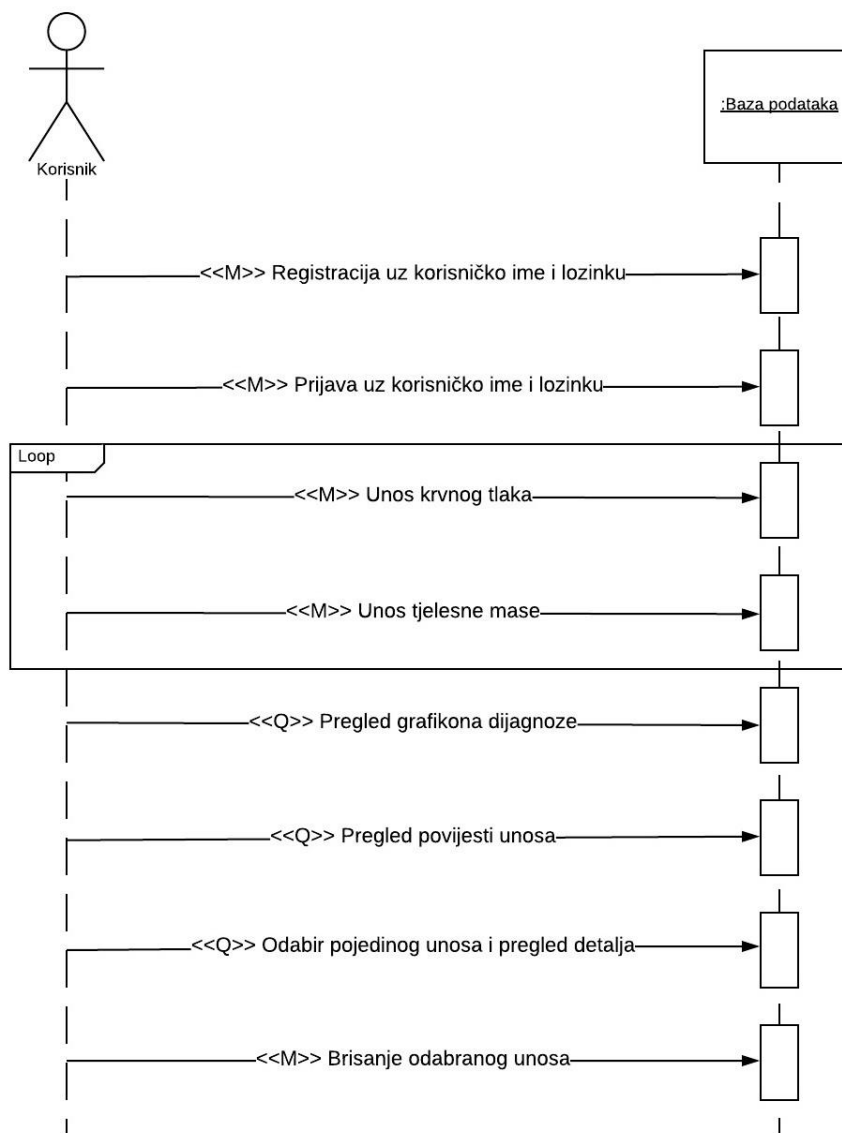 :Baza podataka
Korisnik
<<M>> Registracija uz korisničko ime i lozinku
<<M>> Prijava uz korisničko ime i lozinku
Loop
<<M>> Unos krvnog tlaka
<<M>> Unos tjelesne mase
<<Q>> Pregled grafikona dijagnoze
<<Q>> Pregled povijesti unosa
<<Q>> Odabir pojedinog unosa i pregled detalja
<<M>> Brisanje odabranog unosa